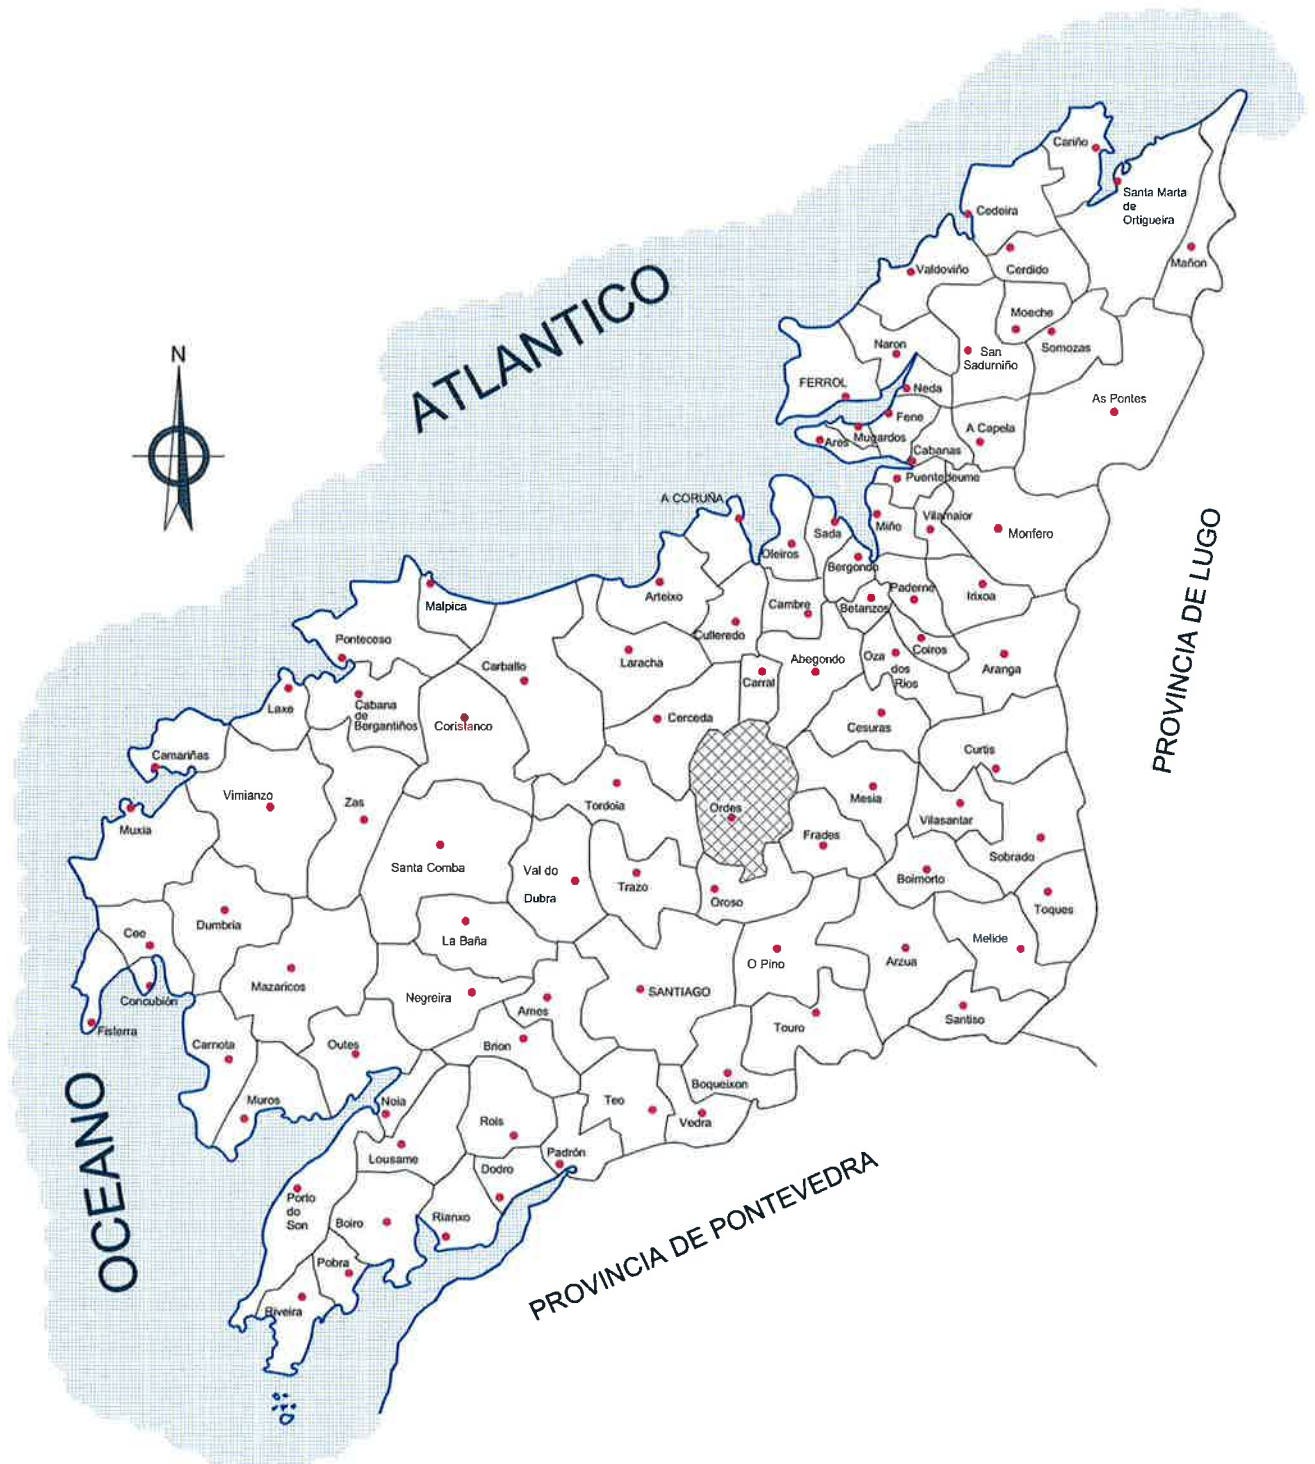 Cariño
Santa Marta
de
Ortigueira
Cedeira
Mañon
Cerdido
Valdoviño
Moeche
Somozas
San
Sadurniño
Naron
FERROL
Neda
As Pontes
Fene
A Capela
Mugardos
Ares
Cabanas
Puentedeume
N
ATLANTICO
A CORUÑA
Sada
Miño
Vilamaior
Monfero
Oleiros
Bergondo
PROVINCIA DE LUGO
Malpica
Arteixo
Cambre
Betanzos
Paderne
Irixoa
Ponteceso
Culleredo
Carballo
Laracha
Abegondo
Oza
dos
Rios
Coiros
Aranga
Carral
Laxe
Cabana
de
Bergantiños
Coristanco
Cerceda
Cesuras
Camariñas
Curtis
Vimianzo
Zas
Tordoia
Ordes
Mesia
Vilasantar
Muxia
Frades
Sobrado
Santa Comba
Val do
Dubra
Trazo
Oroso
Boimorto
Toques
Dumbria
Cee
La Baña
O Pino
Arzua
Melide
Mazaricos
Negreira
SANTIAGO
Concubión
Ames
Touro
Santiso
Fisterra
Carnota
Outes
Brion
Boqueixon
Muros
Noia
Teo
Vedra
Rois
Lousame
Padrón
Dodro
OCEANO
Porto
do
Son
Boiro
Rianxo
PROVINCIA DE PONTEVEDRA
Pobra
Riveira